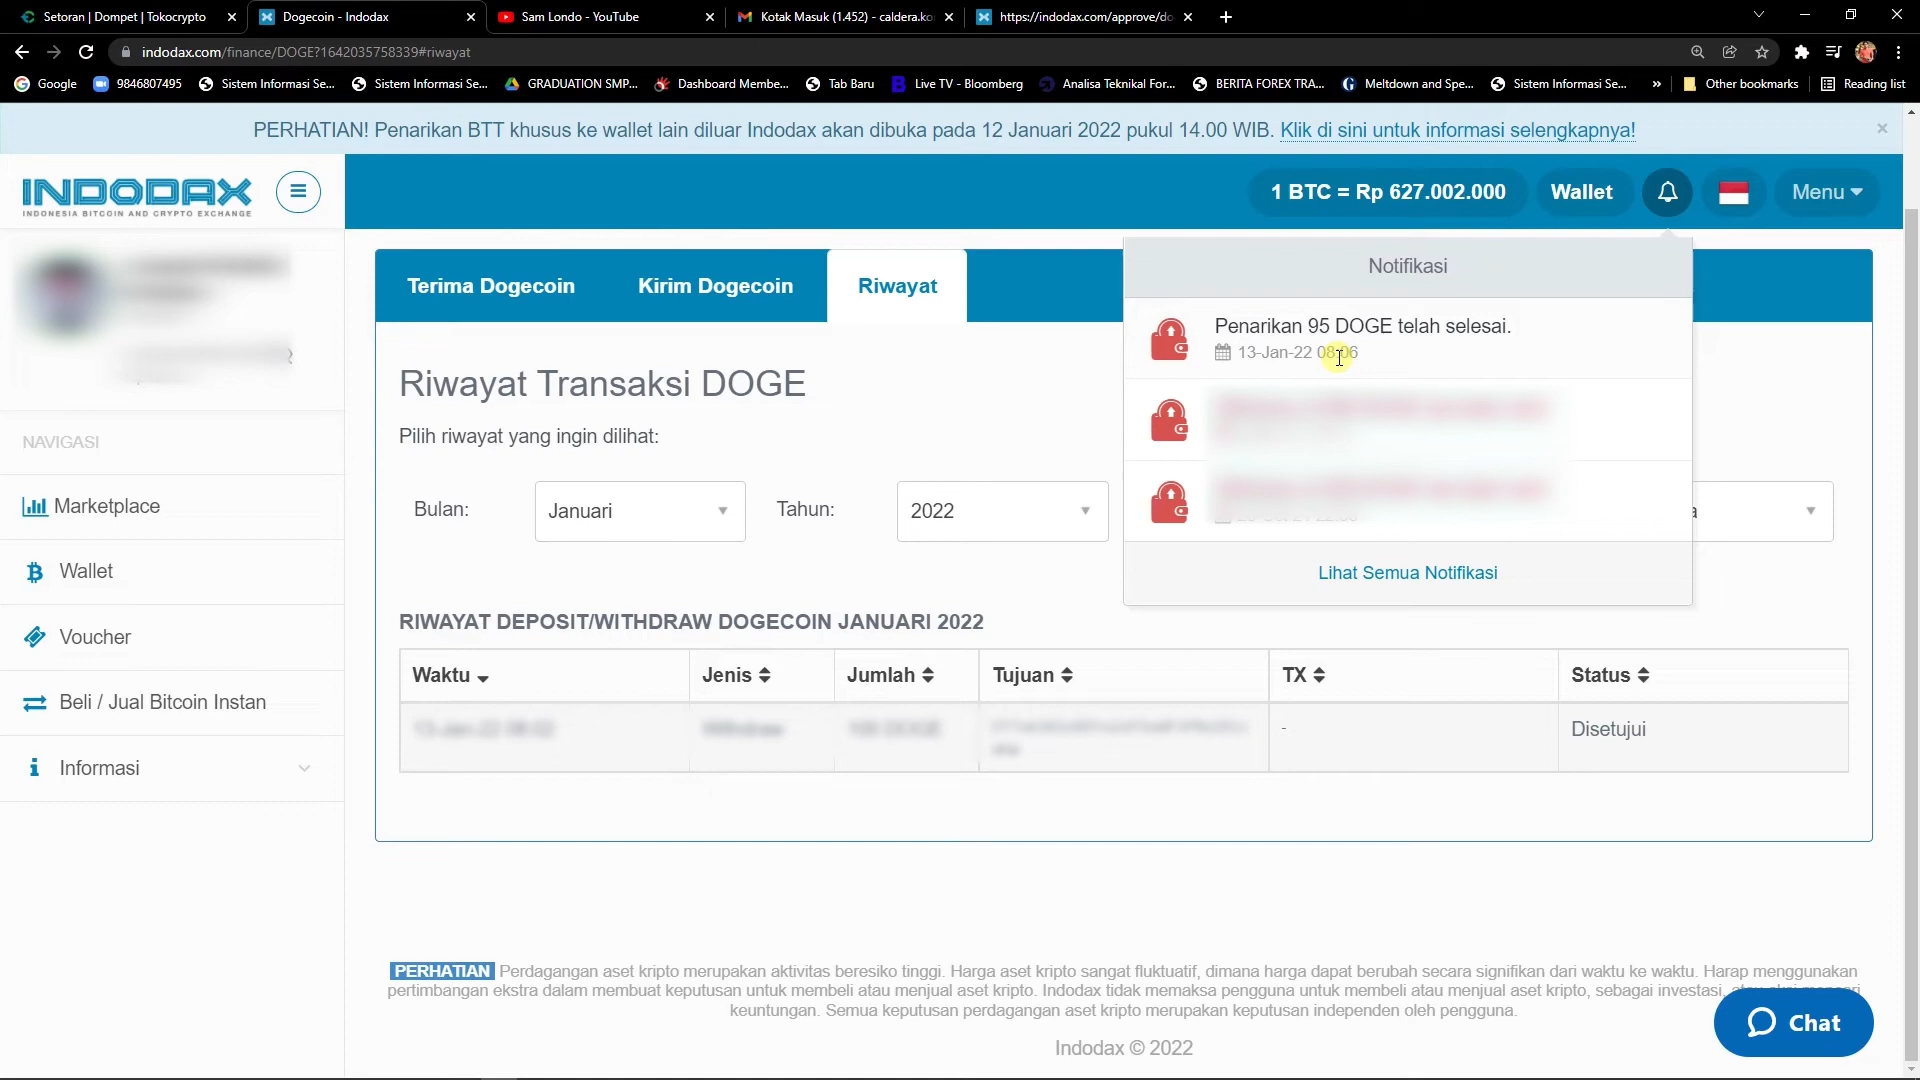 Setoran | Dompet | Tokocrypto
Dogecoin - Indodax
Sam Londo - YouTube
Kotak Masuk (1.452) - caldera.ko
https://indodax.com/approve/do
indodax.com/finance/DOGE?1642035758339#riwayat
Google
9846807495
Sistem Informasi Se...
Sistem Informasi Se...
GRADUATION SMP...
Dashboard Membe...
Tab Baru
Live TV - Bloomberg
Analisa Teknikal For...
BERITA FOREX TRA...
Meltdown and Spe...
Sistem Informasi Se...
»
Other bookmarks
Reading list
PERHATIAN! Penarikan BTT khusus ke wallet lain diluar Indodax akan dibuka pada 12 Januari 2022 pukul 14.00 WIB. Klik di sini untuk informasi selengkapnya!
INDODAX
INDONESIA BITCOIN AND CRYPTO EXCHANGE
1 BTC = Rp 627.002.000
Wallet
Menu
Terima Dogecoin
Kirim Dogecoin
Riwayat
Notifikasi
Penarikan 95 DOGE telah selesai.
13-Jan-22 08:06
Lihat Semua Notifikasi
NAVIGASI
Marketplace
Wallet
Voucher
Beli / Jual Bitcoin Instan
Informasi
Riwayat Transaksi DOGE
Pilih riwayat yang ingin dilihat:
Bulan:
Januari
Tahun:
2022
RIWAYAT DEPOSIT/WITHDRAW DOGECOIN JANUARI 2022
Waktu
Jenis
Jumlah
Tujuan
TX
Status
-
Disetujui
PERHATIAN Perdagangan aset kripto merupakan aktivitas beresiko tinggi. Harga aset kripto sangat fluktuatif, dimana harga dapat berubah secara signifikan dari waktu ke waktu. Harap menggunakan
pertimbangan ekstra dalam membuat keputusan untuk membeli atau menjual aset kripto. Indodax tidak memaksa pengguna untuk membeli atau menjual aset kripto, sebagai investasi,
keuntungan. Semua keputusan perdagangan aset kripto merupakan keputusan independen oleh pengguna.
Chat
Indodax © 2022